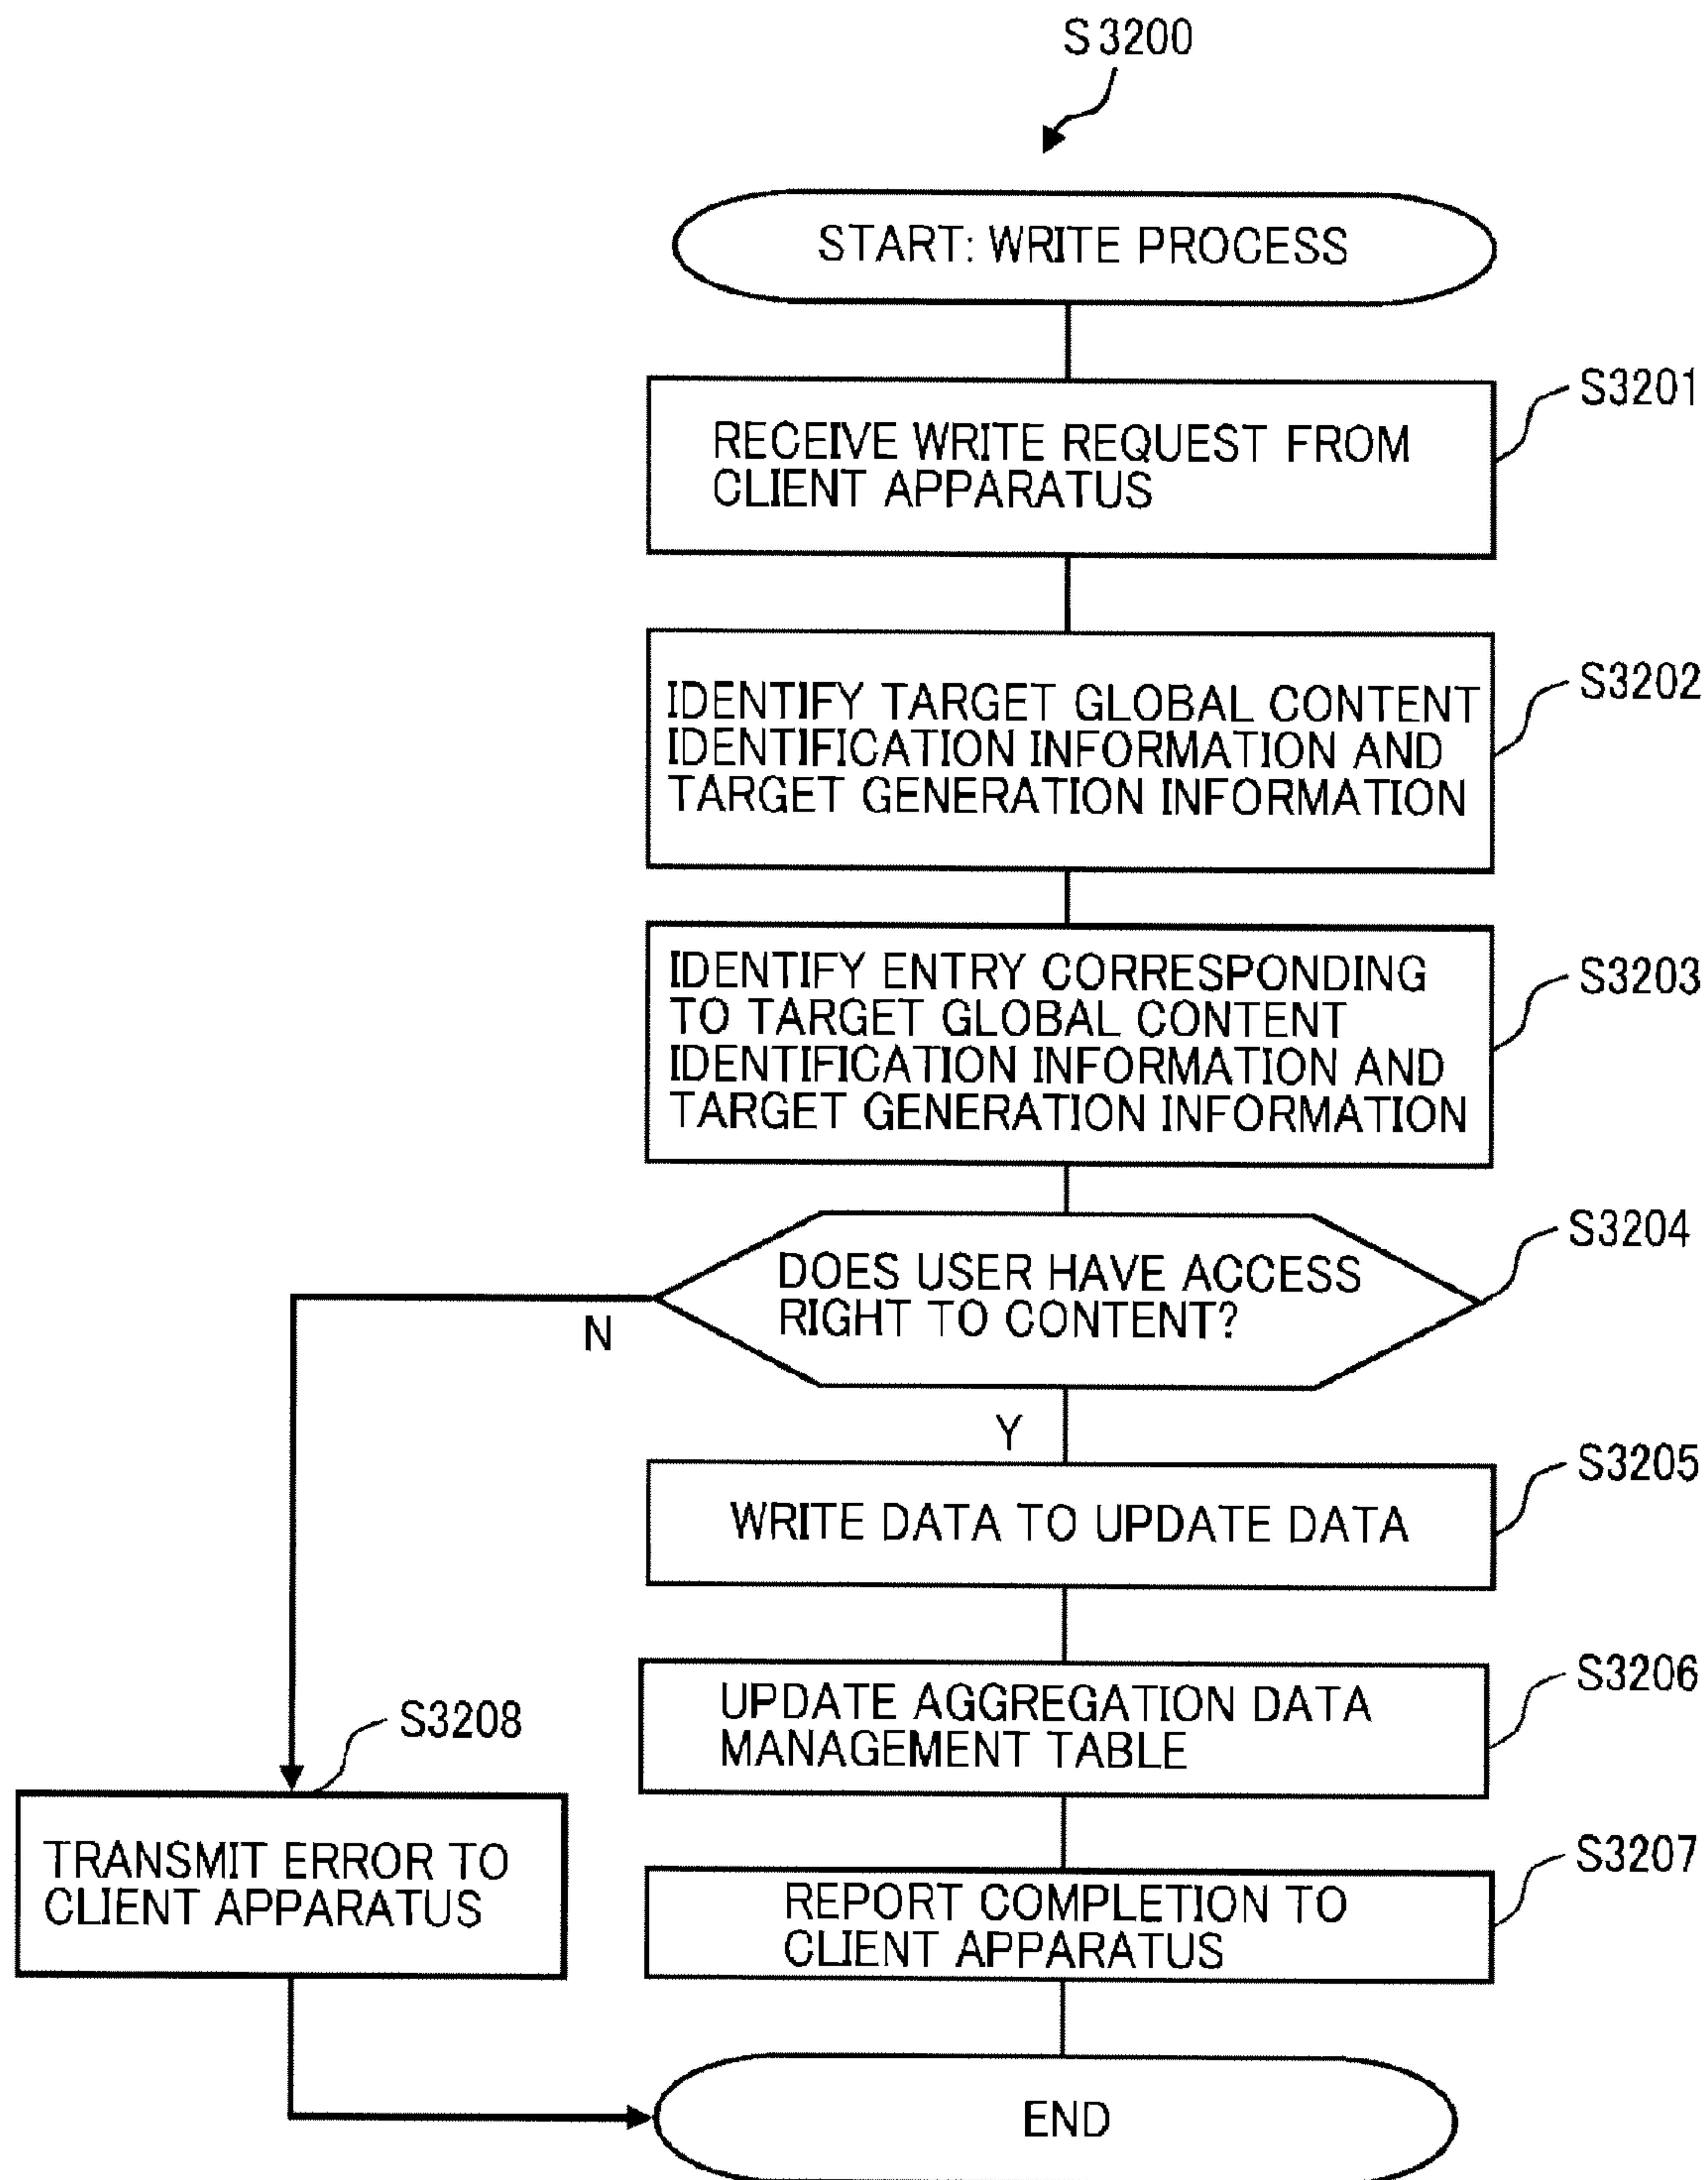 S3200
START: WRITE PROCESS
S3201
RECEIVE WRITE REQUEST FROM
CLIENT APPARATUS
S3202
IDENTIFY TARGET GLOBAL CONTENT
IDENTIFICATION INFORMATION AND
TARGET GENERATION INFORMATION
S3203
IDENTIFY ENTRY CORRESPONDING
TO TARGET GLOBAL CONTENT
IDENTIFICATION INFORMATION AND
TARGET GENERATION INFORMATION
S3204
DOES USER HAVE ACCESS
RIGHT TO CONTENT?
N
Y
S3205
WRITE DATA TO UPDATE DATA
S3206
UPDATE AGGREGATION DATA
MANAGEMENT TABLE
S3208
TRANSMIT ERROR TO
CLIENT APPARATUS
S3207
REPORT COMPLETION TO
CLIENT APPARATUS
END